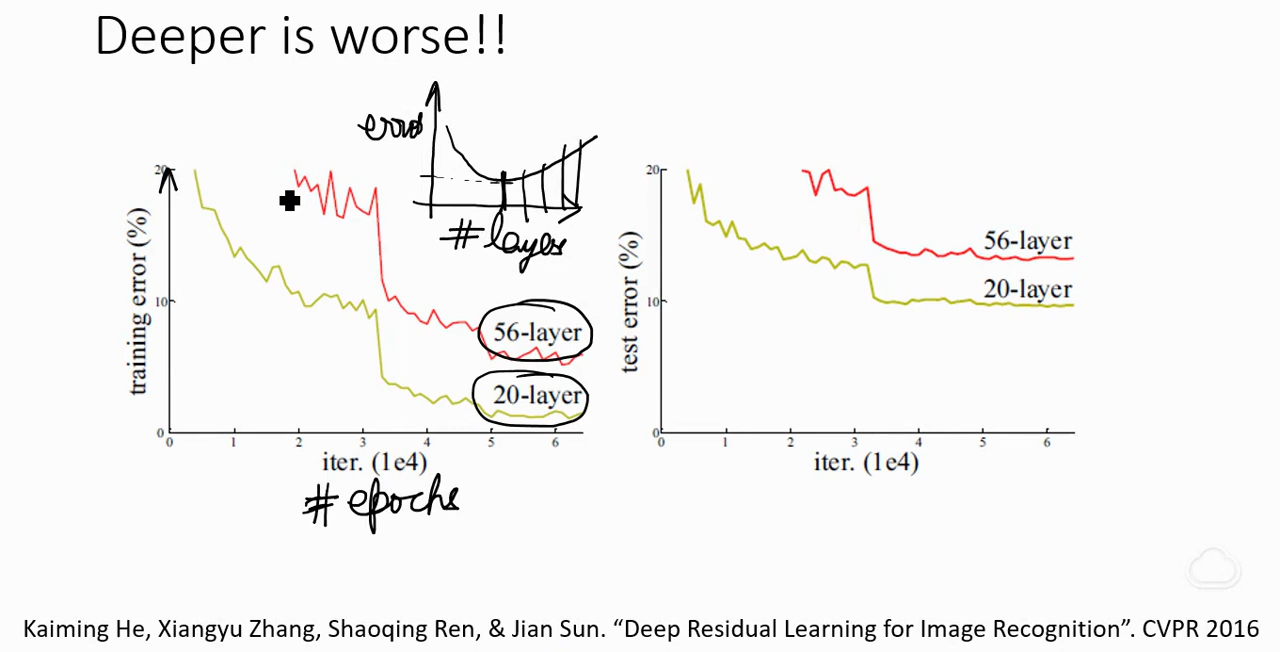 Deeper is worse!!
error
# layes
training error (%)
20
10
0
0 1 2 3 4 5 6
iter. (1e4)
56-layer
20-layer
# epochs
test error (%)
20
10
0
0 1 2 3 4 5 6
iter. (1e4)
56-layer
20-layer
Kaiming He, Xiangyu Zhang, Shaoqing Ren, & Jian Sun. “Deep Residual Learning for Image Recognition”. CVPR 2016